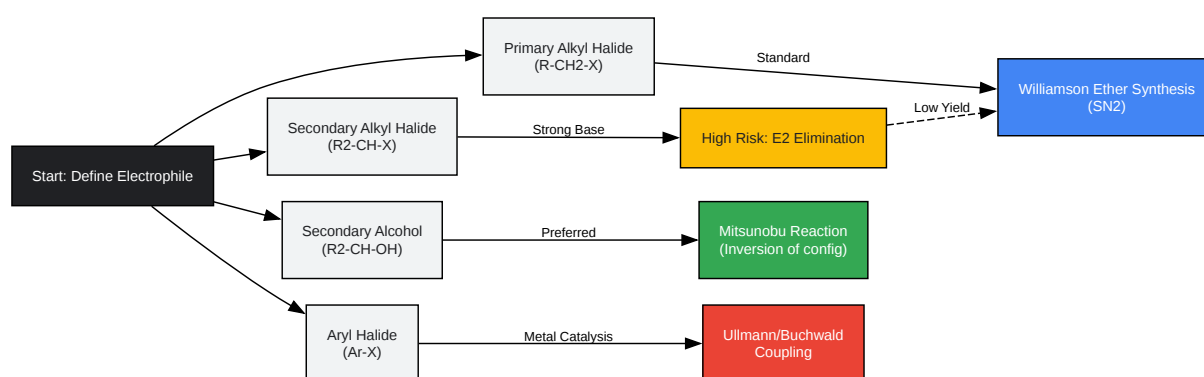 Start: Define Electrophile
Primary Alkyl Halide
(R-CH2-X)
Standard
Williamson Ether Synthesis
(SN2)
Secondary Alkyl Halide
(R2-CH-X)
Strong Base
High Risk: E2 Elimination
Low Yield
Secondary Alcohol
(R2-CH-OH)
Preferred
Mitsunobu Reaction
(Inversion of config)
Aryl Halide
(Ar-X)
Metal Catalysis
Ullmann/Buchwald
Coupling